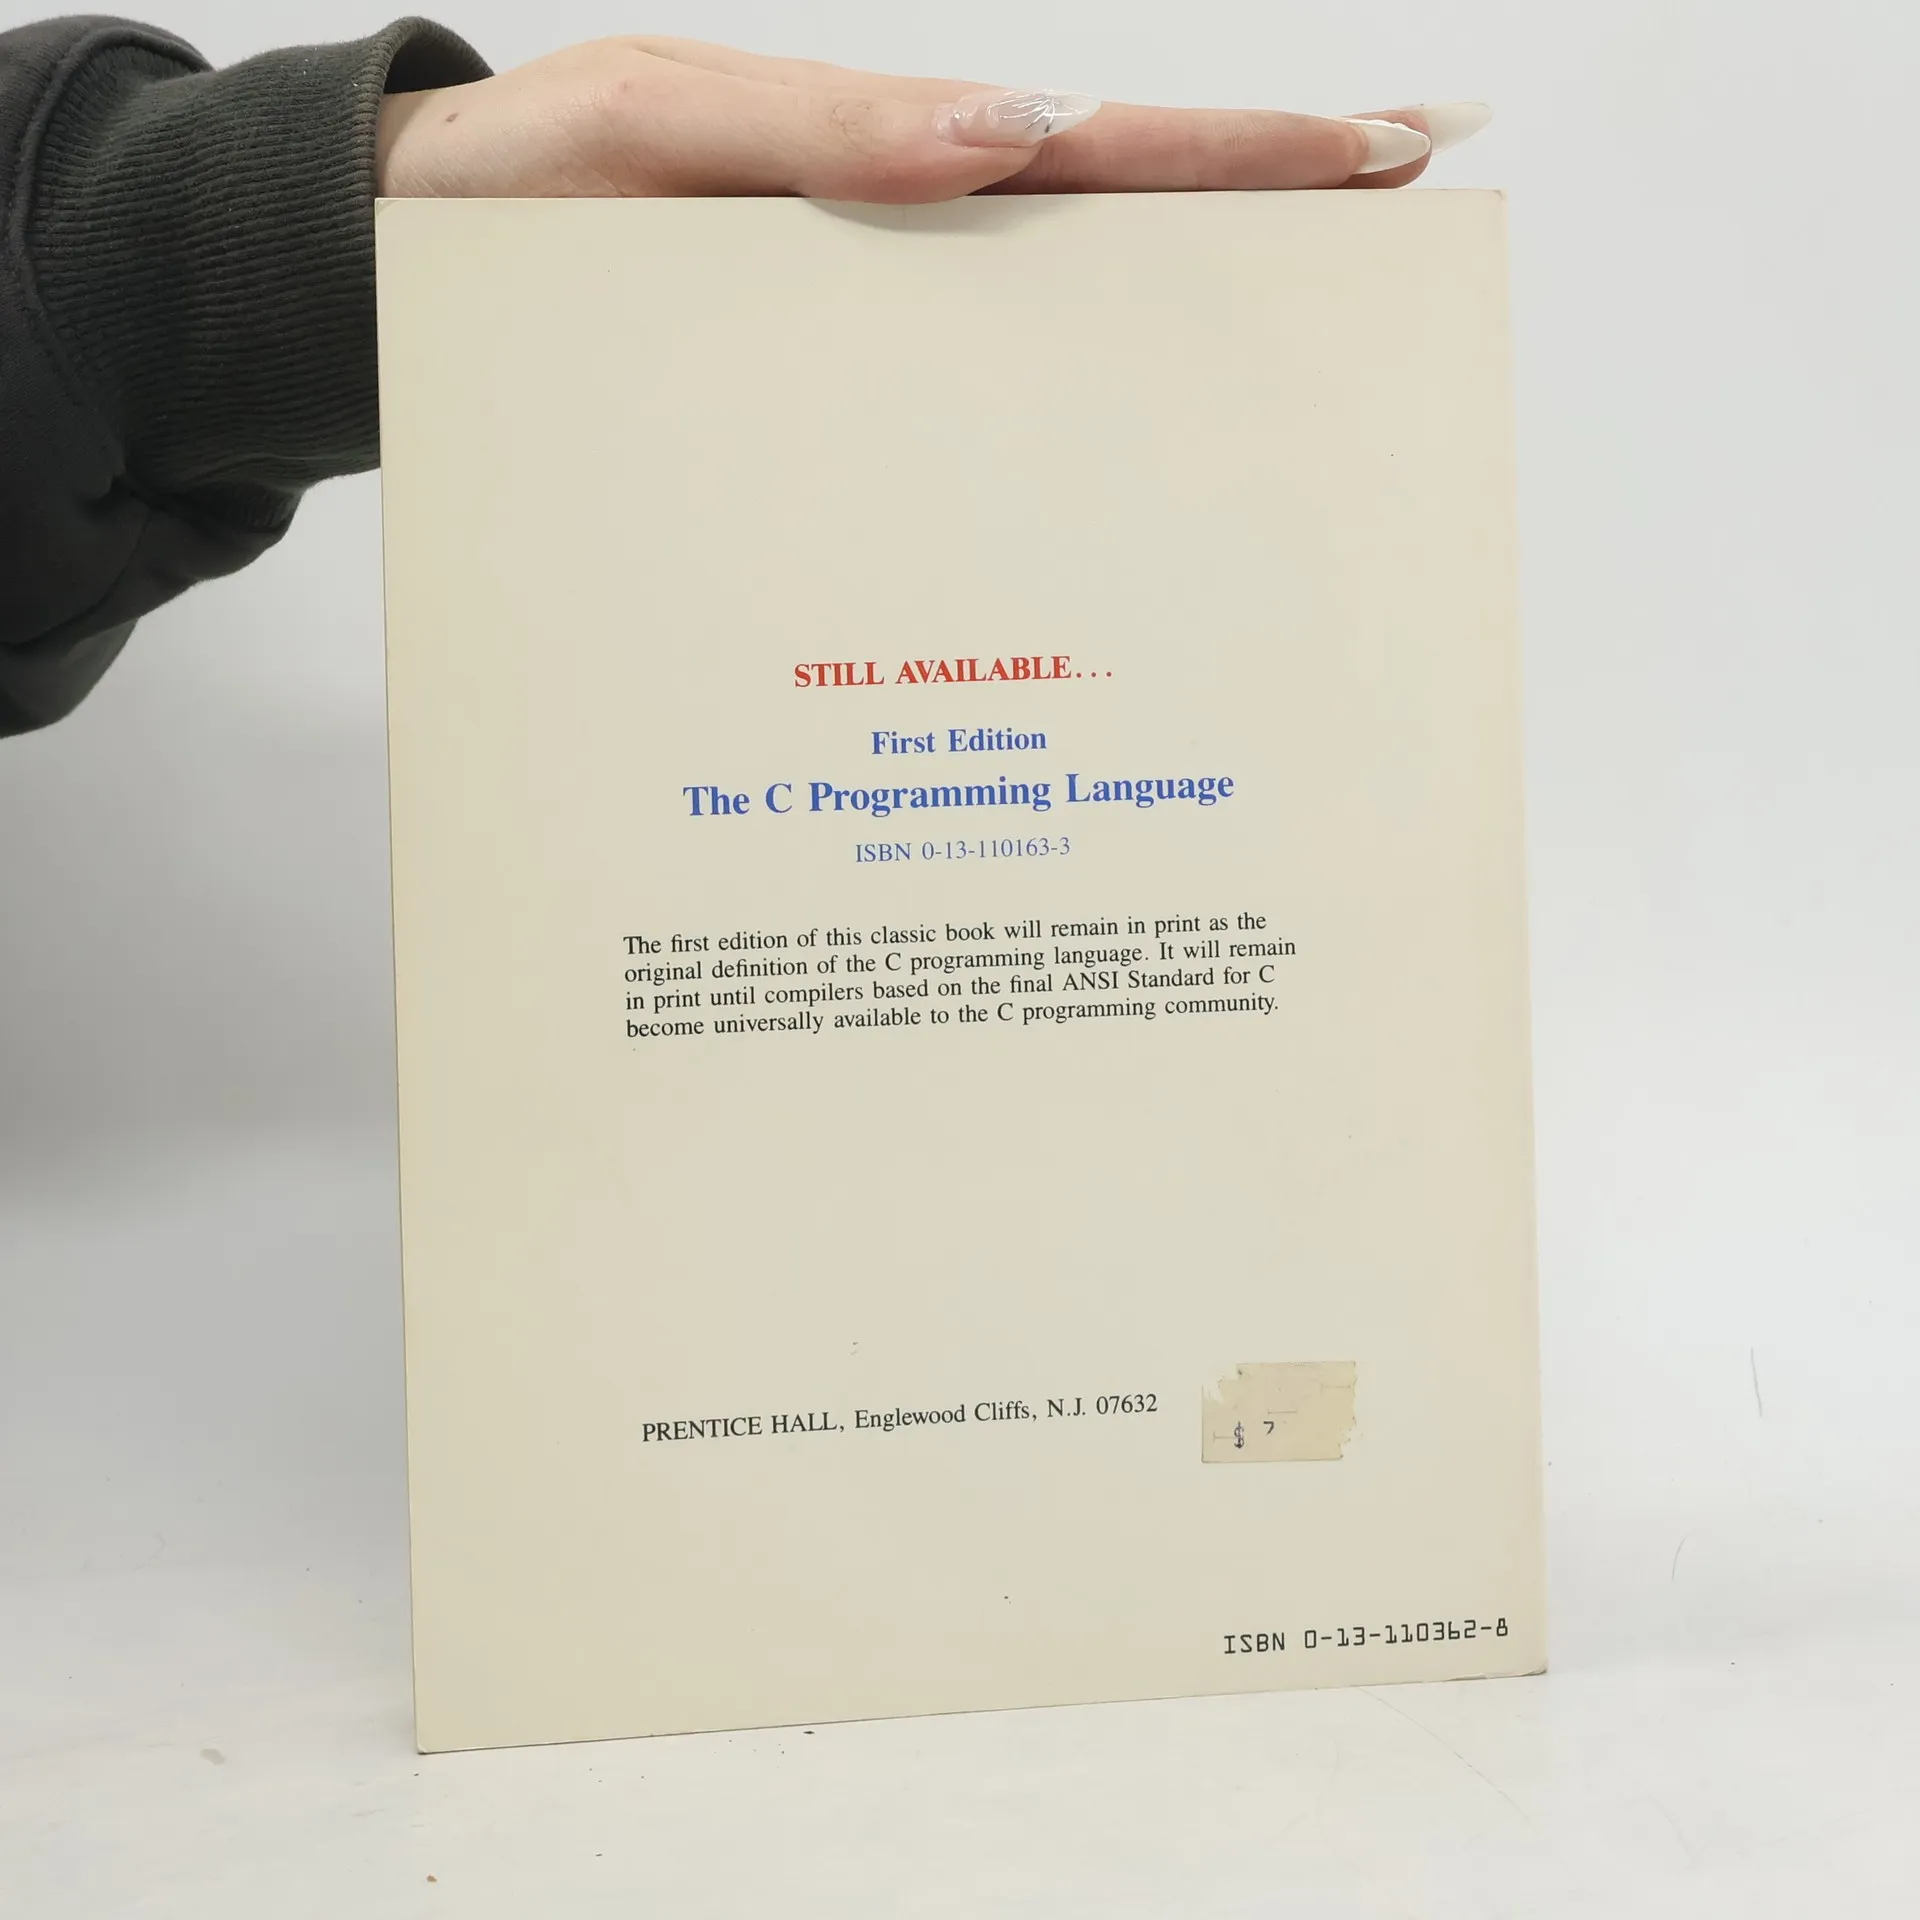 STILL AVAILABLE...
First Edition
The C Programming Language
ISBN 0-13-110163-3
The first edition of this classic book will remain in print as the
original definition of the C programming language. It will remain
in print until compilers based on the final ANSI Standard for C
become universally available to the C programming community.
PRENTICE HALL, Englewood Cliffs, N.J. 07632
$
ISBN 0-13-110362-8